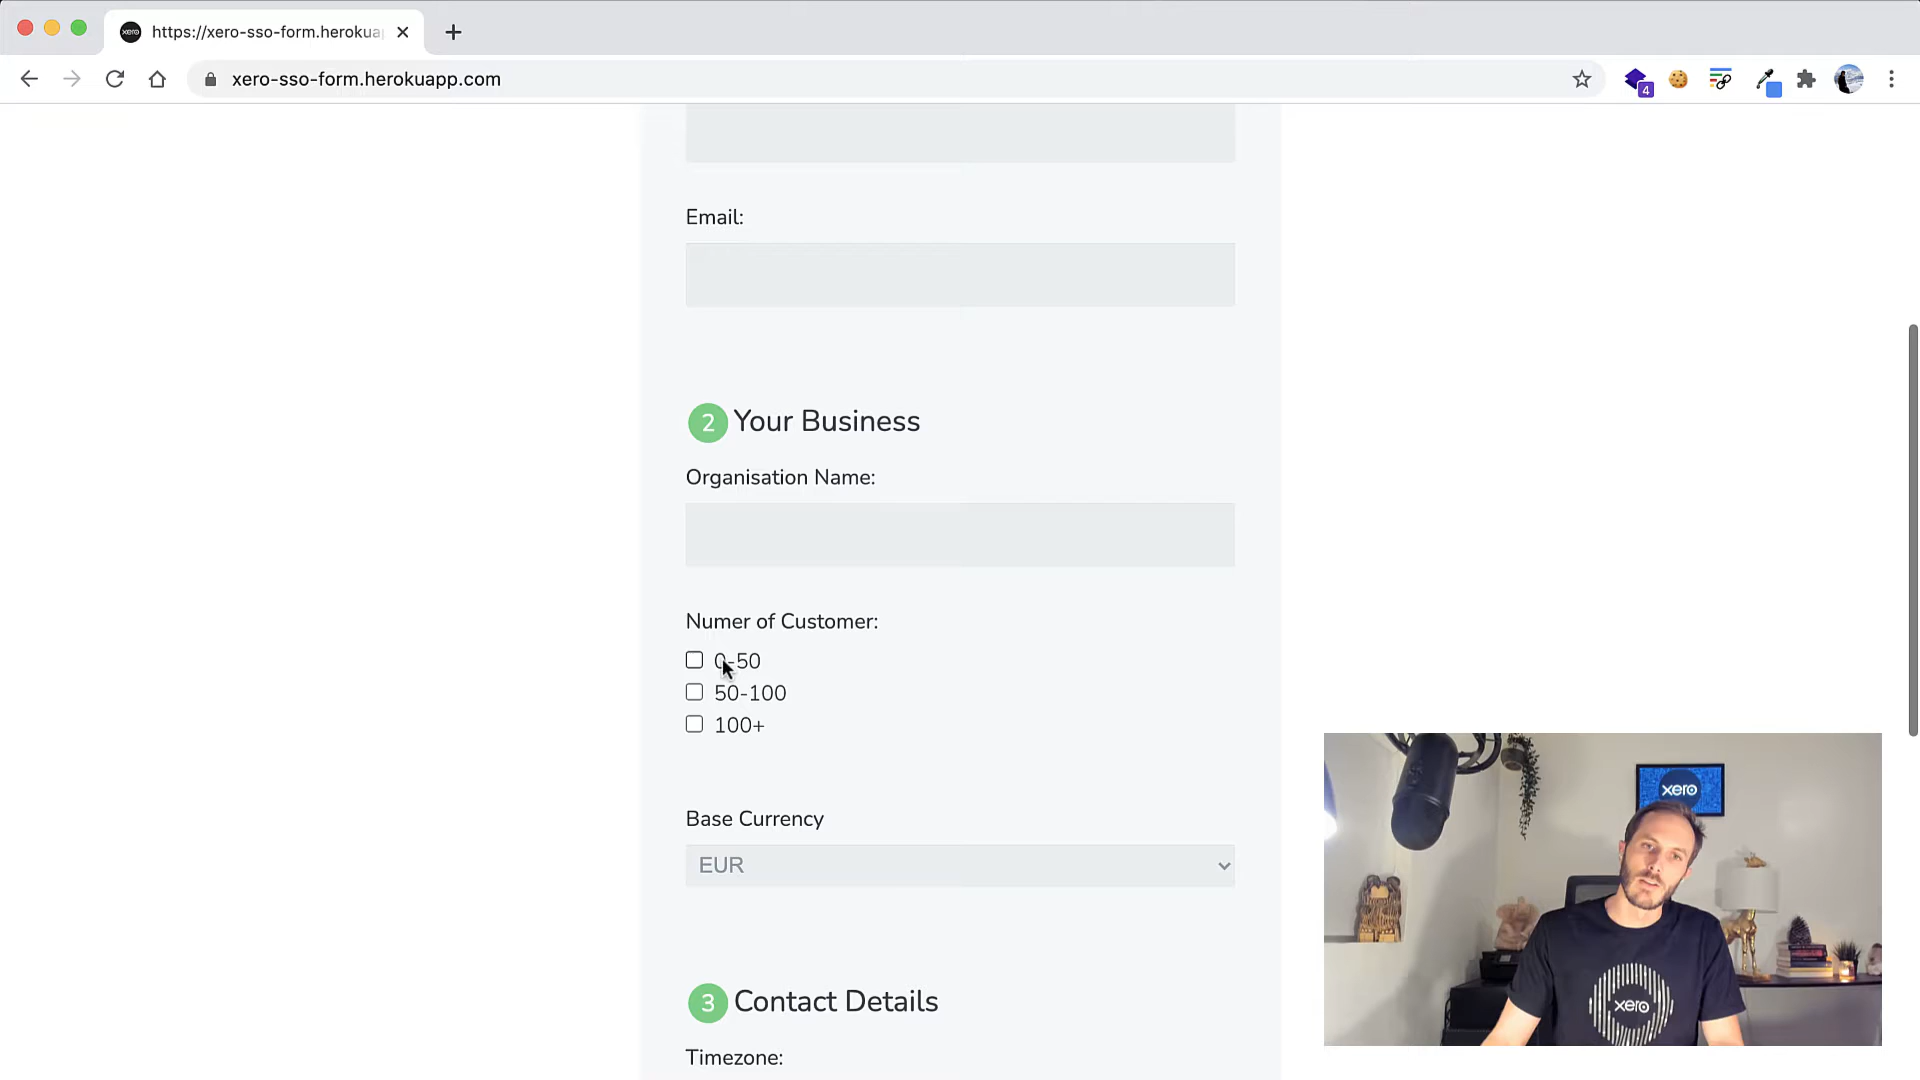 https://xero-sso-form.herokua
xero-sso-form.herokuapp.com
4
Email:
2 Your Business
Organisation Name:
Numer of Customer:
0-50
50-100
100+
Base Currency
EUR
3 Contact Details
Timezone:
xero
xero